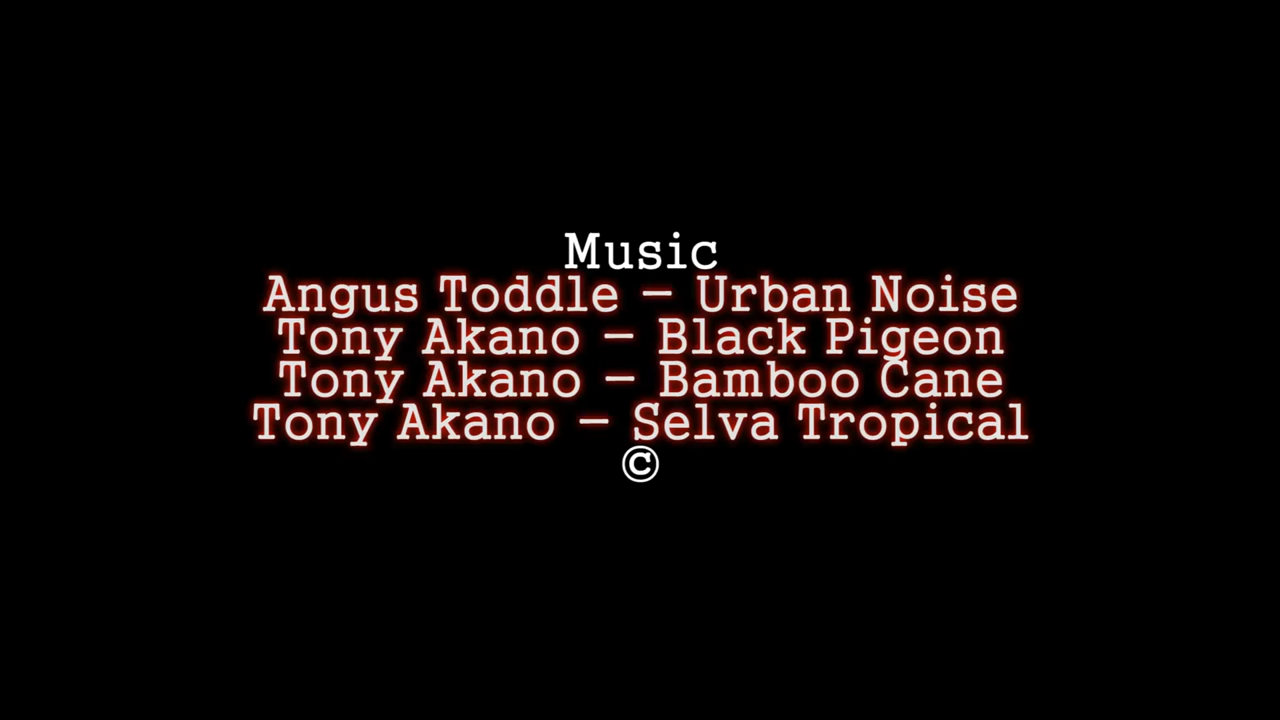 Music
Angus Toddle – Urban Noise
Tony Akano – Black Pigeon
Tony Akano – Bamboo Cane
Tony Akano – Selva Tropical
©